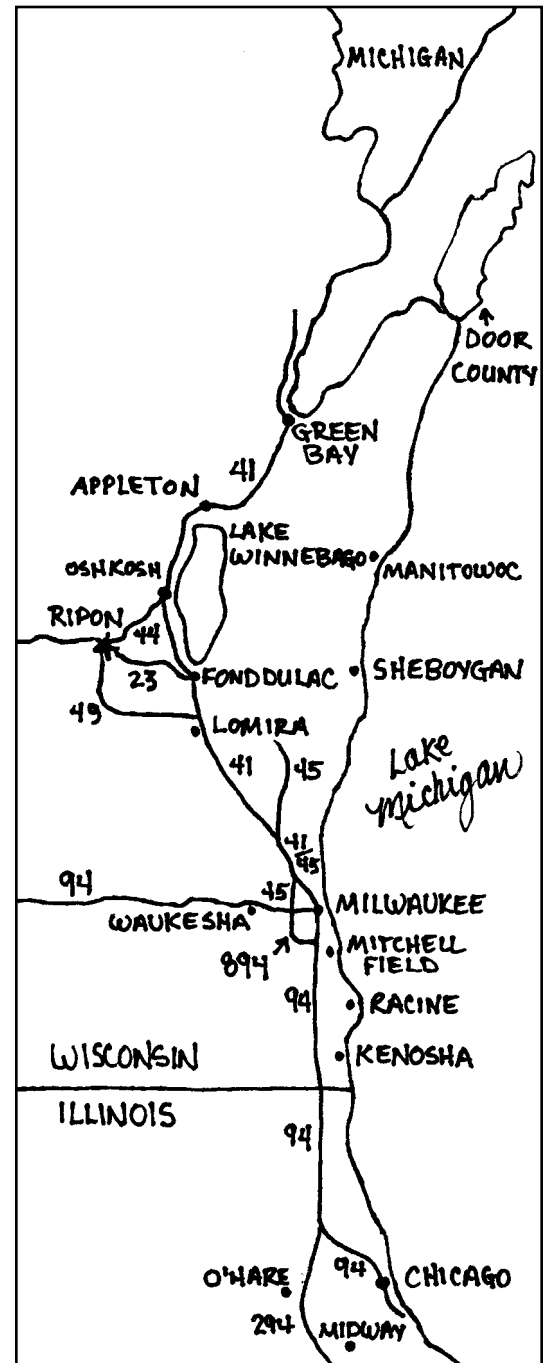 MICHIGAN
DOOR
COUNTY
GREEN
BAY
41
APPLETON
LAKE
WINNEBAGO
OSHKOSH
MANITOWOC
RIPON
44
23
FONDDULAC
SHEBOYGAN
49
LOMIRA
41
45
Lake
Michigan
41/45
94
45
WAUKESHA
MILWAUKEE
894
MITCHELL
FIELD
94
RACINE
KENOSHA
WISCONSIN
ILLINOIS
94
94
O'HARE
CHICAGO
294
MIDWAY